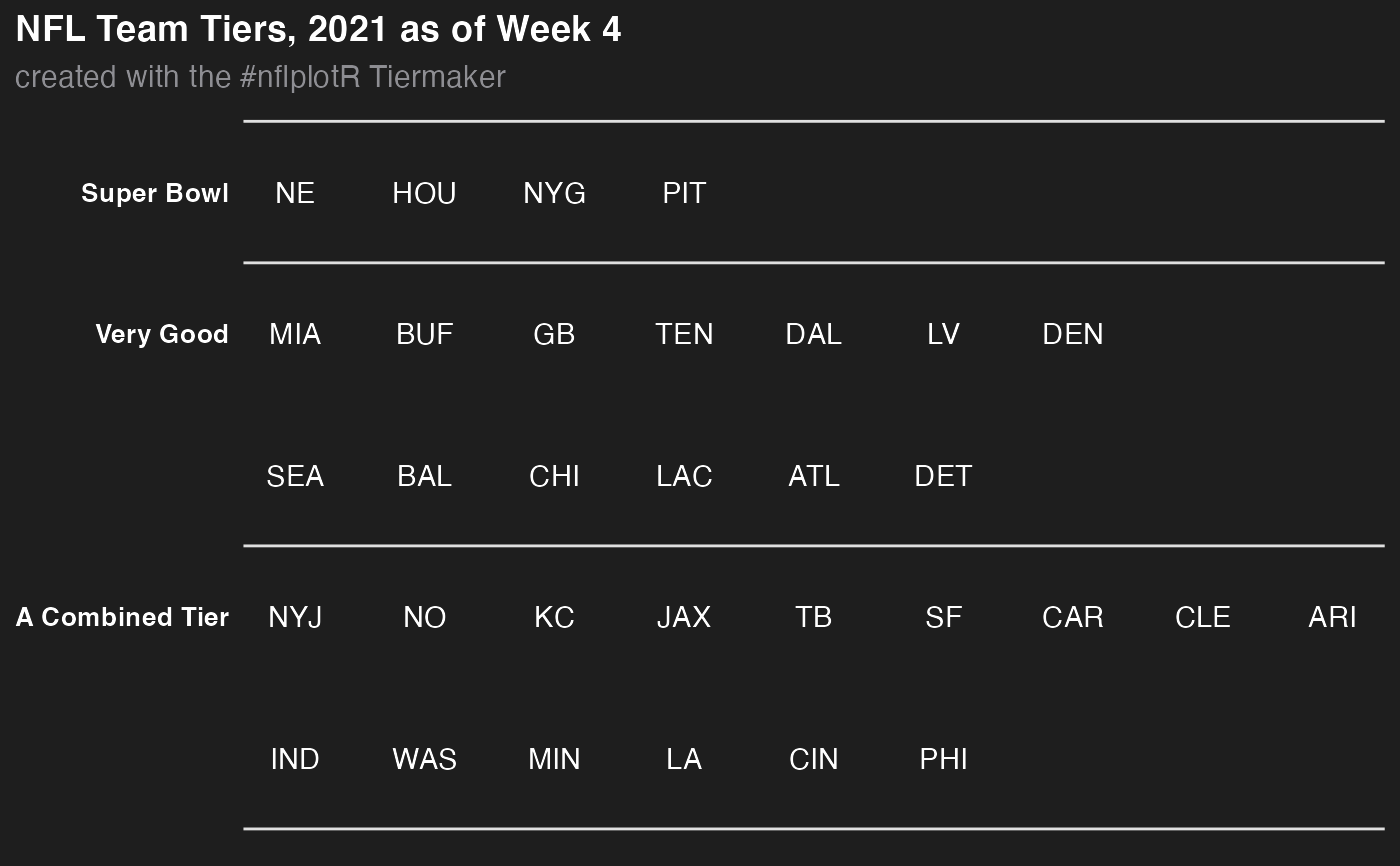 NFL Team Tiers, 2021 as of Week 4
created with the #nflplotR Tiermaker
Super Bowl NE HOU NYG PIT
Very Good MIA BUF GB TEN DAL LV DEN
SEA BAL CHI LAC ATL DET
A Combined Tier NYJ NO KC JAX TB SF CAR CLE ARI
IND WAS MIN LA CIN PHI